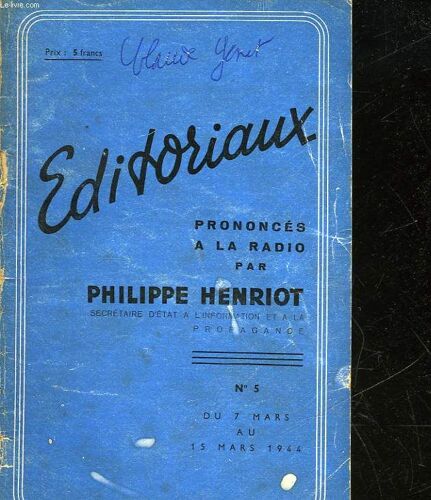 Le-livre.com
Prix : 5 francs
Editoriaux
PRONONCÉS
A LA RADIO
PAR
PHILIPPE HENRIOT
SECRÉTAIRE D'ÉTAT A L'INFORMATION ET A LA
PROPAGANDE
N° 5
DU 7 MARS
AU
15 MARS 1944